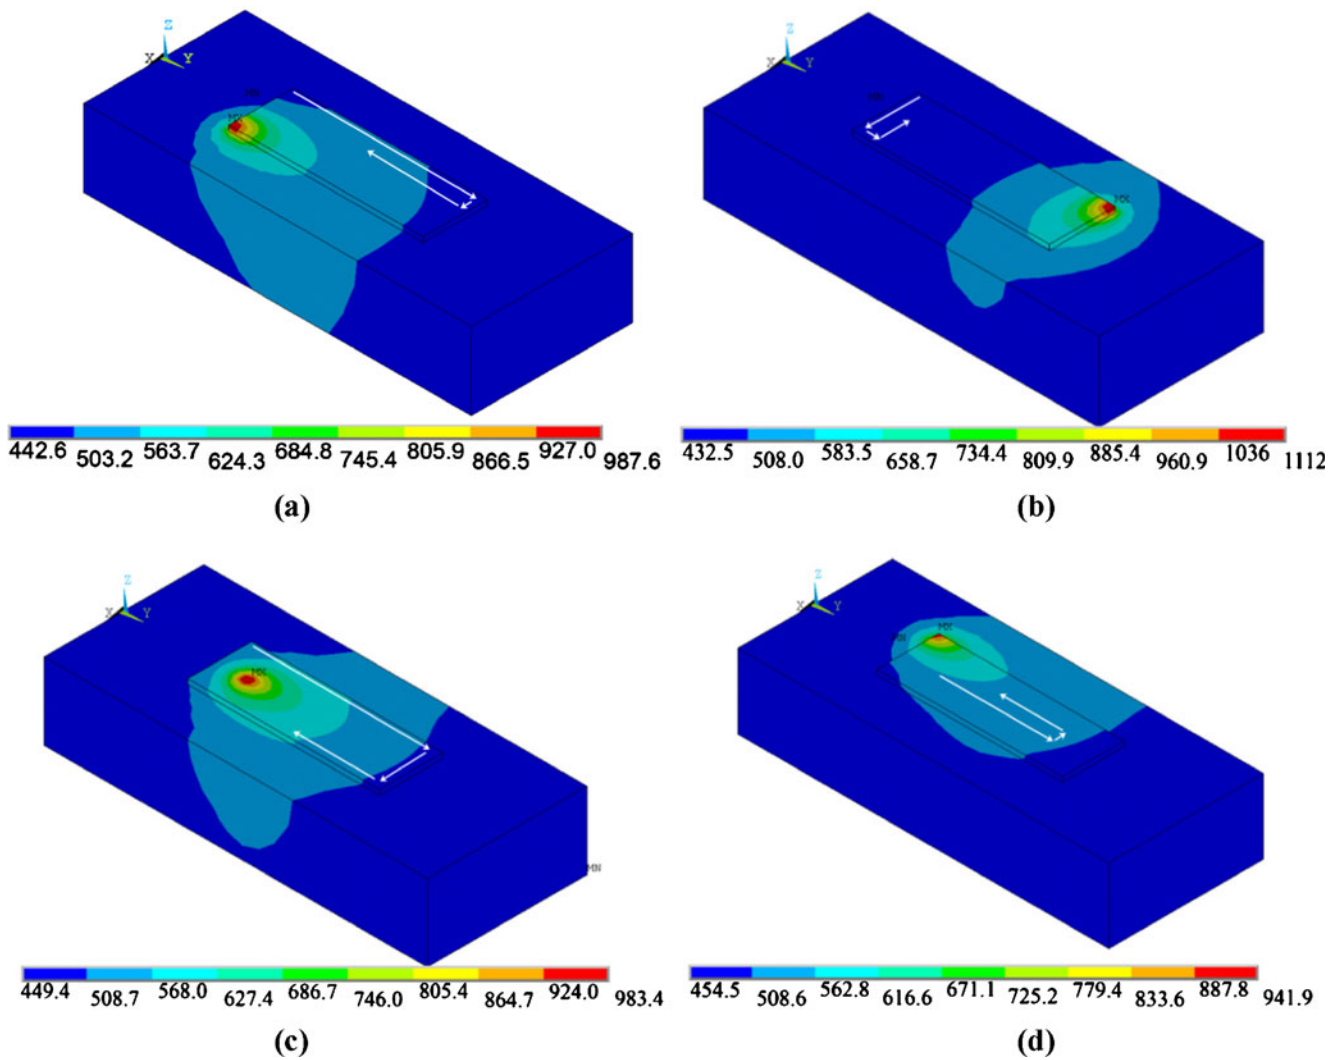 Z
X Y
MN
MX
442.6 503.2 563.7 624.3 684.8 745.4 805.9 866.5 927.0 987.6
(a)
Z
X Y
MN
MX
432.5 508.0 583.5 658.7 734.4 809.9 885.4 960.9 1036 1112
(b)
Z
X Y
MX
MN
449.4 508.7 568.0 627.4 686.7 746.0 805.4 864.7 924.0 983.4
(c)
Z
X Y
MX
MN
454.5 508.6 562.8 616.6 671.1 725.2 779.4 833.6 887.8 941.9
(d)